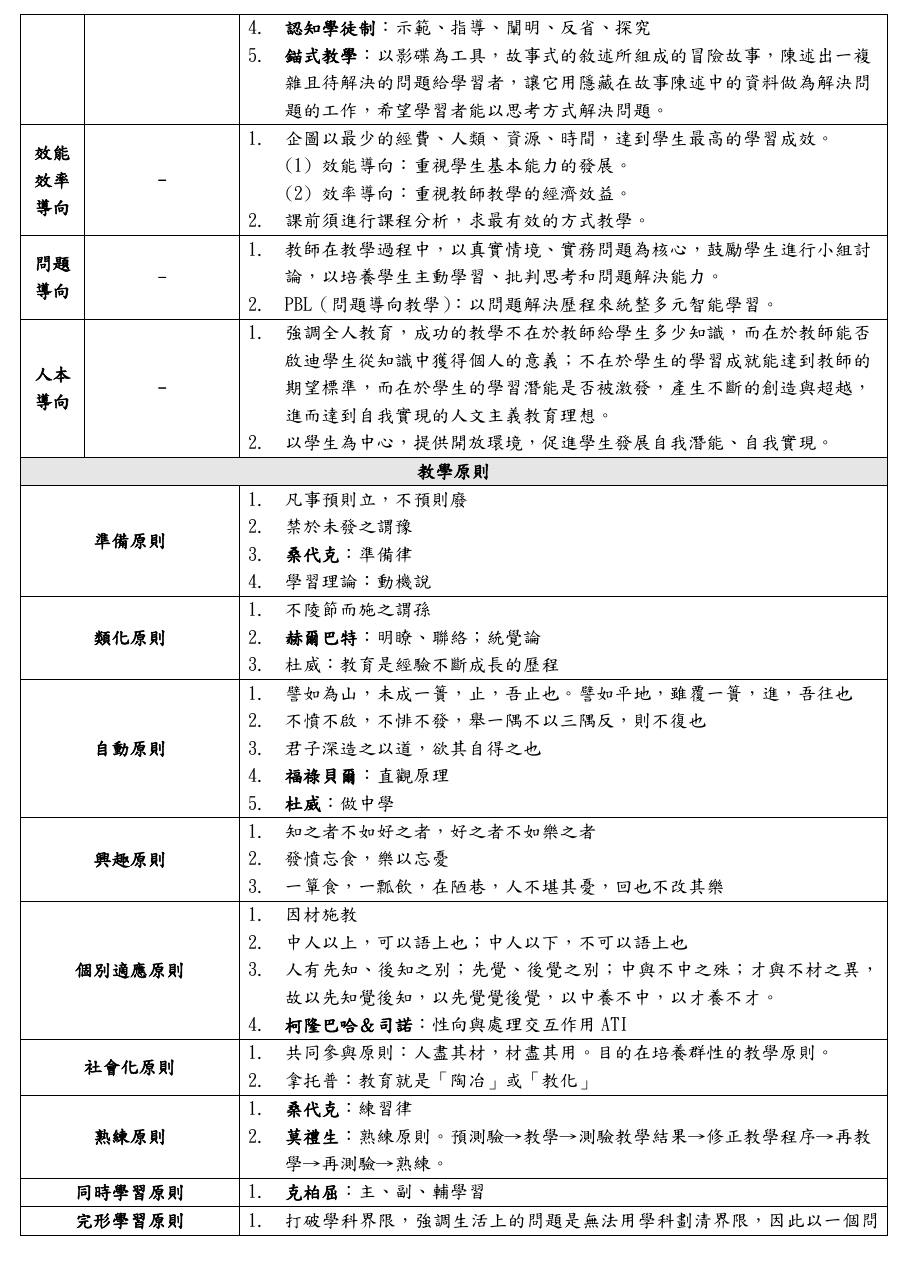 4. 認知學徒制：示範、指導、闡明、反省、探究
5. 錨式教學：以影碟為工具，故事式的敘述所組成的冒險故事，陳述出一複
雜且待解決的問題給學習者，讓它用隱藏在故事陳述中的資料做為解決問
題的工作，希望學習者能以思考方式解決問題。
效能
效率
導向
–
1. 企圖以最少的經費、人類、資源、時間，達到學生最高的學習成效。
(1) 效能導向：重視學生基本能力的發展。
(2) 效率導向：重視教師教學的經濟效益。
2. 課前須進行課程分析，求最有效的方式教學。
問題
導向
–
1. 教師在教學過程中，以真實情境、實務問題為核心，鼓勵學生進行小組討
論，以培養學生主動學習、批判思考和問題解決能力。
2. PBL（問題導向教學）：以問題解決歷程來統整多元智能學習。
人本
導向
–
1. 強調全人教育，成功的教學不在於教師給學生多少知識，而在於教師能否
啟迪學生從知識中獲得個人的意義；不在於學生的學習成就能達到教師的
期望標準，而在於學生的學習潛能是否被激發，產生不斷的創造與超越，
進而達到自我實現的人文主義教育理想。
2. 以學生為中心，提供開放環境，促進學生發展自我潛能、自我實現。
教學原則
準備原則
1. 凡事預則立，不預則廢
2. 禁於未發之謂豫
3. 桑代克：準備律
4. 學習理論：動機說
類化原則
1. 不陵節而施之謂孫
2. 赫爾巴特：明瞭、聯絡；統覺論
3. 杜威：教育是經驗不斷成長的歷程
自動原則
1. 譬如為山，未成一簣，止，吾止也。譬如平地，雖覆一簣，進，吾往也
2. 不憤不啟，不悱不發，舉一隅不以三隅反，則不復也
3. 君子深造之以道，欲其自得之也
4. 福祿貝爾：直觀原理
5. 杜威：做中學
興趣原則
1. 知之者不如好之者，好之者不如樂之者
2. 發憤忘食，樂以忘憂
3. 一簞食，一瓢飲，在陋巷，人不堪其憂，回也不改其樂
個別適應原則
1. 因材施教
2. 中人以上，可以語上也；中人以下，不可以語上也
3. 人有先知、後知之別；先覺、後覺之別；中與不中之殊；才與不材之異，
故以先知覺後知，以先覺覺後覺，以中養不中，以才養不才。
4. 柯隆巴哈＆司諾：性向與處理交互作用 ATI
社會化原則
1. 共同參與原則：人盡其材，材盡其用。目的在培養群性的教學原則。
2. 拿托普：教育就是「陶冶」或「教化」
熟練原則
1. 桑代克：練習律
2. 莫禮生：熟練原則。預測驗→教學→測驗教學結果→修正教學程序→再教
學→再測驗→熟練。
同時學習原則
1. 克柏屈：主、副、輔學習
完形學習原則
1. 打破學科界限，強調生活上的問題是無法用學科劃清界限，因此以一個問